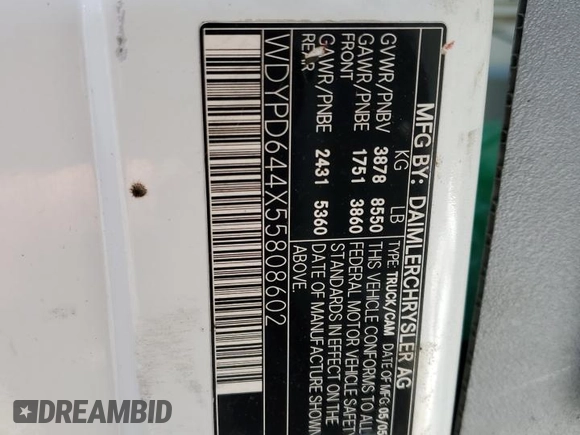 MFG BY: DAIMLERCHRYSLER AG
KG LB TYPE: TRUCK/CAM DATE OF MFG: 05/05
GVWR/PNBV 3878 8550 THIS VEHICLE CONFORMS TO ALL
GAWR/PNBE 1751 3860 FEDERAL MOTOR VEHICLE SAFETY
FRONT STANDARDS IN EFFECT ON THE
GAWR/PNBE 2431 5360 DATE OF MANUFACTURE SHOWN
REAR ABOVE.
WDYPD644X55808602
DREAMBID